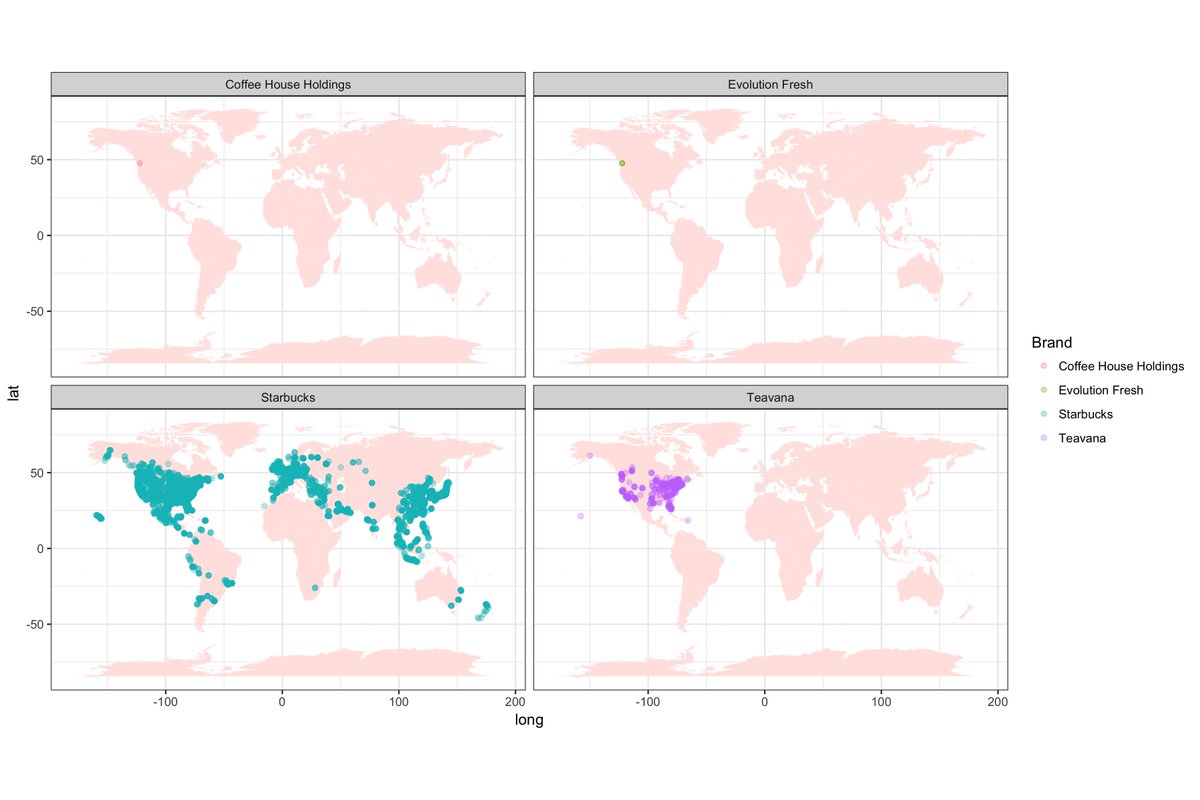 Coffee House Holdings
Evolution Fresh
50
0
-50
Starbucks
Teavana
50
0
-50
-100
0
100
200
-100
0
100
200
long
lat
Brand
Coffee House Holdings
Evolution Fresh
Starbucks
Teavana